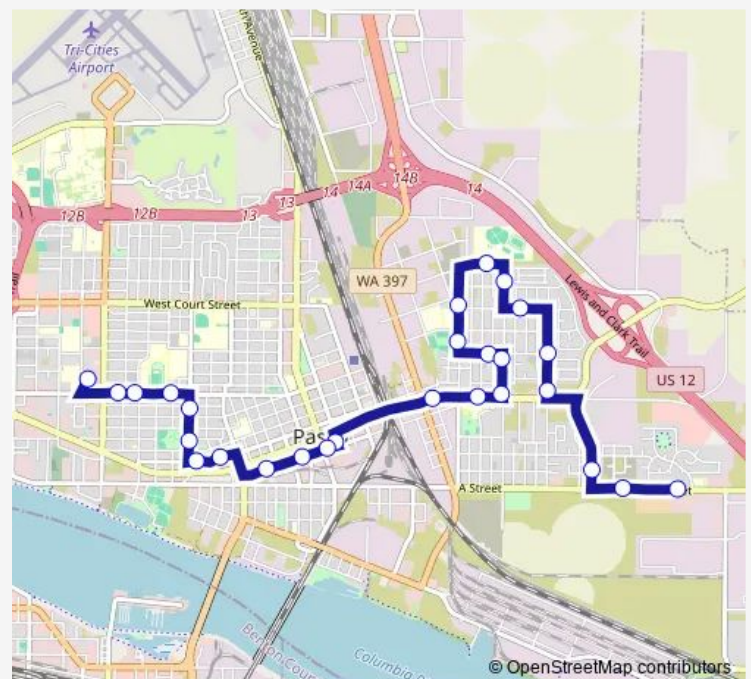 Tri-Cities
Airport
14A
14B
14
14
13
13
12B
12B
WA 397
West Court Street
Lewis and Clark Trail
US 12
A Street
Columbia
© OpenStreetMap contributors